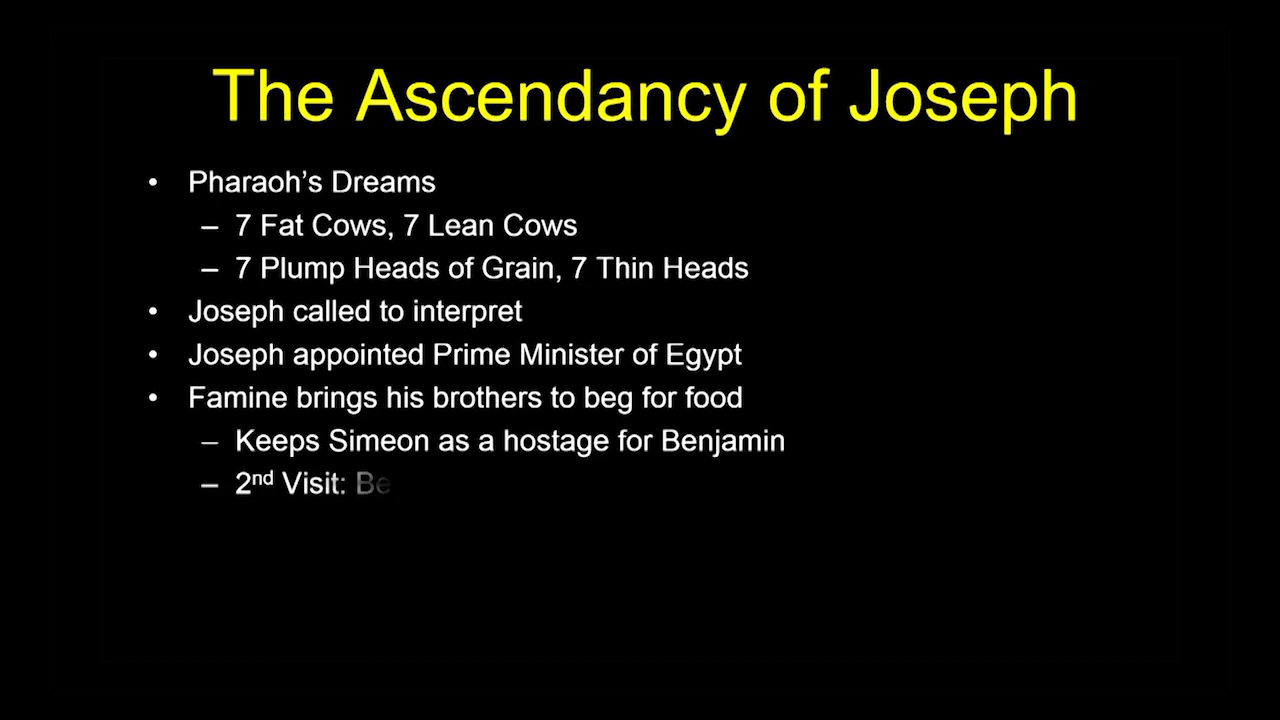 The Ascendancy of Joseph
• Pharaoh’s Dreams
– 7 Fat Cows, 7 Lean Cows
– 7 Plump Heads of Grain, 7 Thin Heads
• Joseph called to interpret
• Joseph appointed Prime Minister of Egypt
• Famine brings his brothers to beg for food
– Keeps Simeon as a hostage for Benjamin
– 2nd Visit: Be